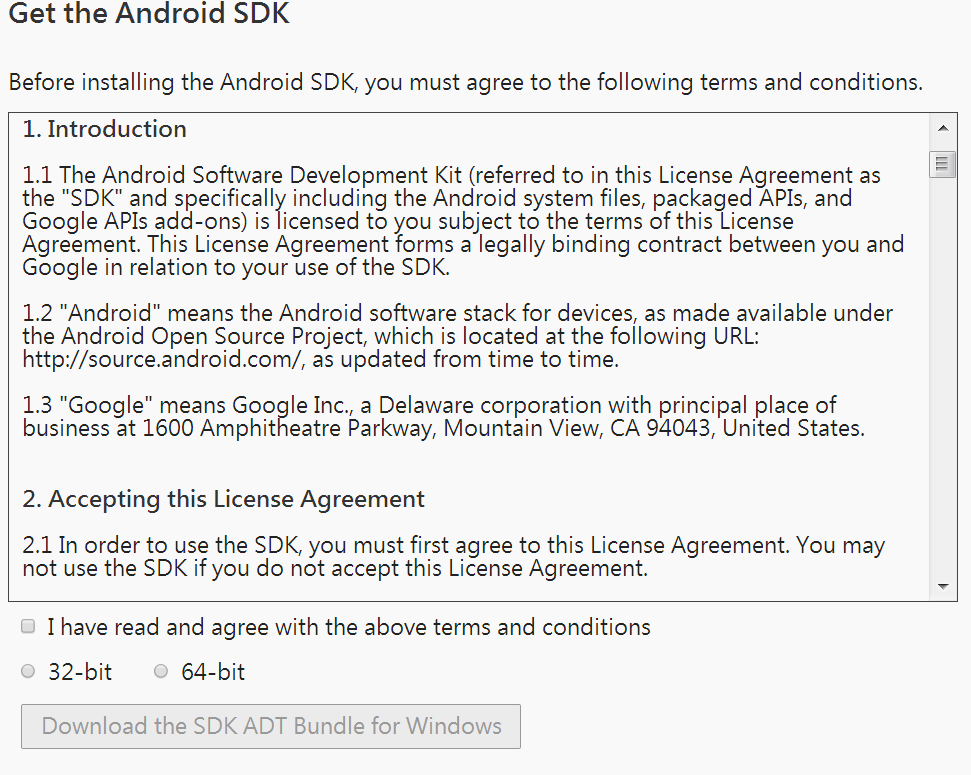 Get the Android SDK
Before installing the Android SDK, you must agree to the following terms and conditions.
1. Introduction
1.1 The Android Software Development Kit (referred to in this License Agreement as
the "SDK" and specifically including the Android system files, packaged APIs, and
Google APIs add-ons) is licensed to you subject to the terms of this License
Agreement. This License Agreement forms a legally binding contract between you and
Google in relation to your use of the SDK.
1.2 "Android" means the Android software stack for devices, as made available under
the Android Open Source Project, which is located at the following URL:
http://source.android.com/, as updated from time to time.
1.3 "Google" means Google Inc., a Delaware corporation with principal place of
business at 1600 Amphitheatre Parkway, Mountain View, CA 94043, United States.
2. Accepting this License Agreement
2.1 In order to use the SDK, you must first agree to this License Agreement. You may
not use the SDK if you do not accept this License Agreement.
I have read and agree with the above terms and conditions
32-bit 64-bit
Download the SDK ADT Bundle for Windows